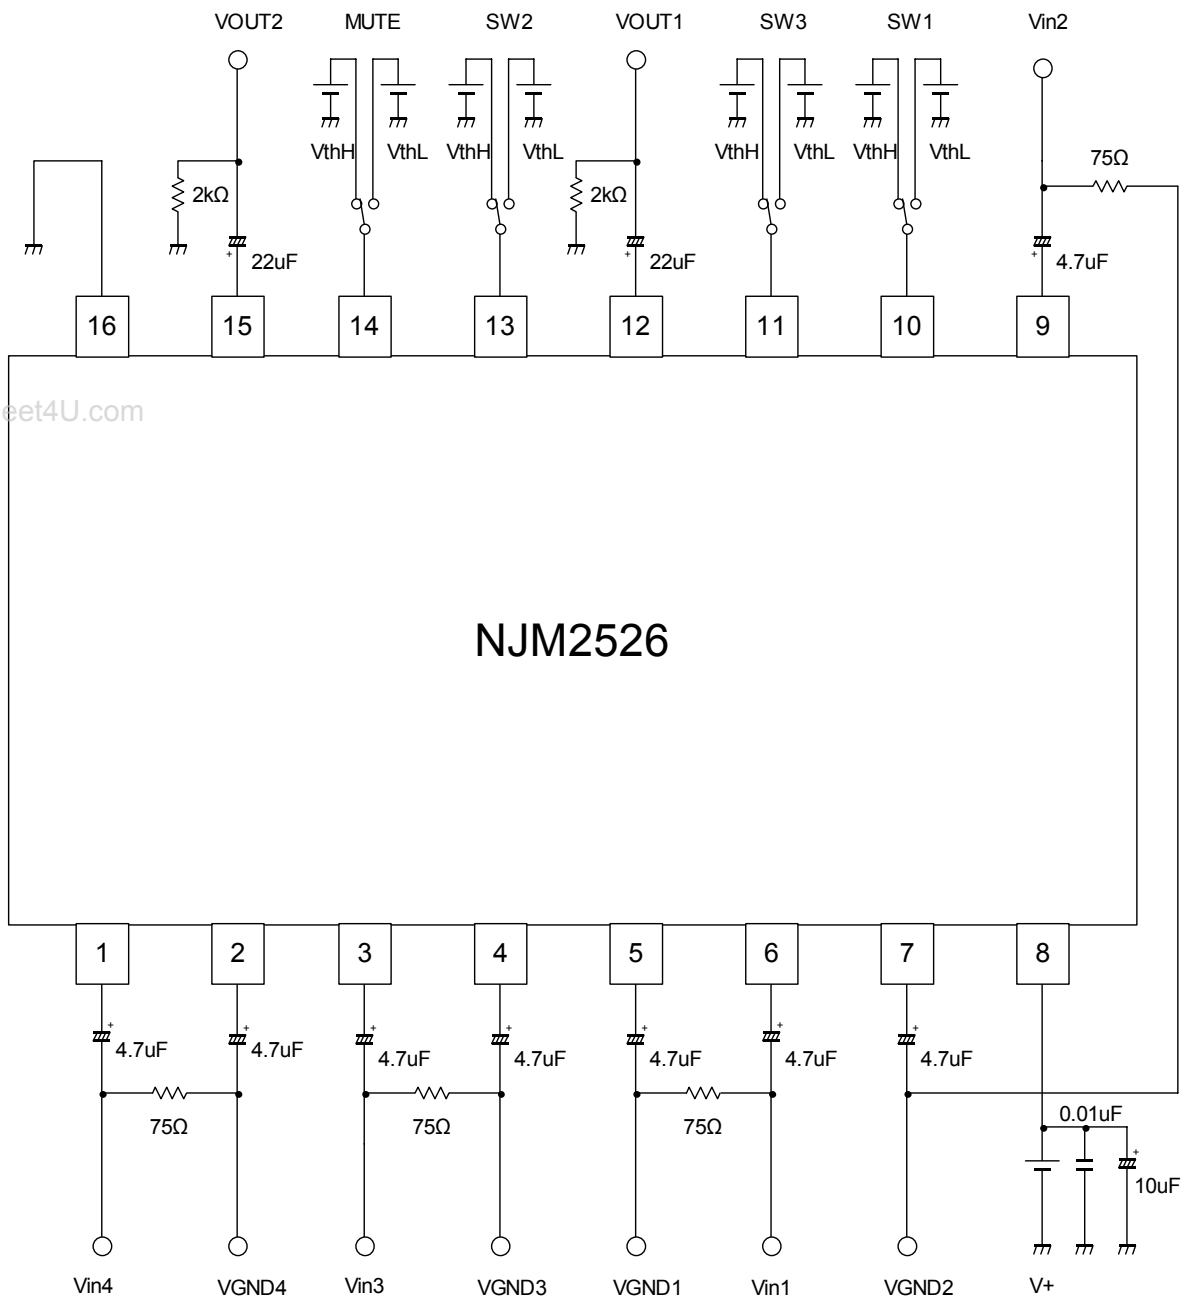 VOUT2 MUTE SW2 VOUT1 SW3 SW1 Vin2
VthH VthL VthH VthL VthH VthL VthH VthL 75Ω
2kΩ 2kΩ
+ 22uF + 22uF + 4.7uF
16 15 14 13 12 11 10 9
eet4U.com
NJM2526
1 2 3 4 5 6 7 8
+ + + + + + +
4.7uF 4.7uF 4.7uF 4.7uF 4.7uF 4.7uF 4.7uF
75Ω 75Ω 75Ω 0.01uF
+
10uF
Vin4 VGND4 Vin3 VGND3 VGND1 Vin1 VGND2 V+